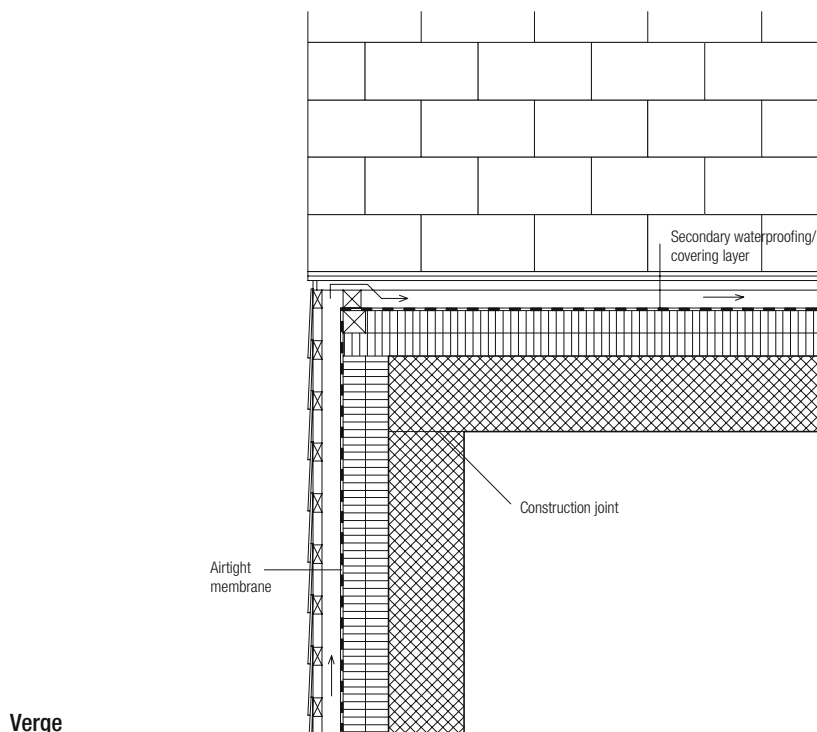 Secondary waterproofing/
covering layer
Construction joint
Airtight
membrane
Verge